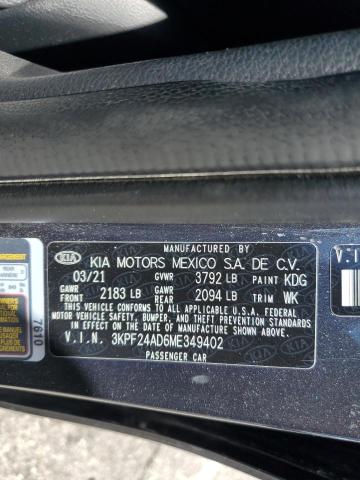 MANUFACTURED BY
KIA KIA MOTORS MEXICO S.A. DE C.V.
03/21 GVWR 3792 LB PAINT KDG
GAWR FRONT 2183 LB GAWR REAR 2094 LB TRIM WK
THIS VEHICLE CONFORMS TO ALL APPLICABLE U.S. FEDERAL
MOTOR VEHICLE SAFETY, BUMPER, AND THEFT PREVENTION
STANDARDS IN EFFECT ON THE DATE OF MANUFACTURE SHOWN ABOVE.
V.I.N. 3KPF24AD6ME349402
PASSENGER CAR
REAR
7610
V.I